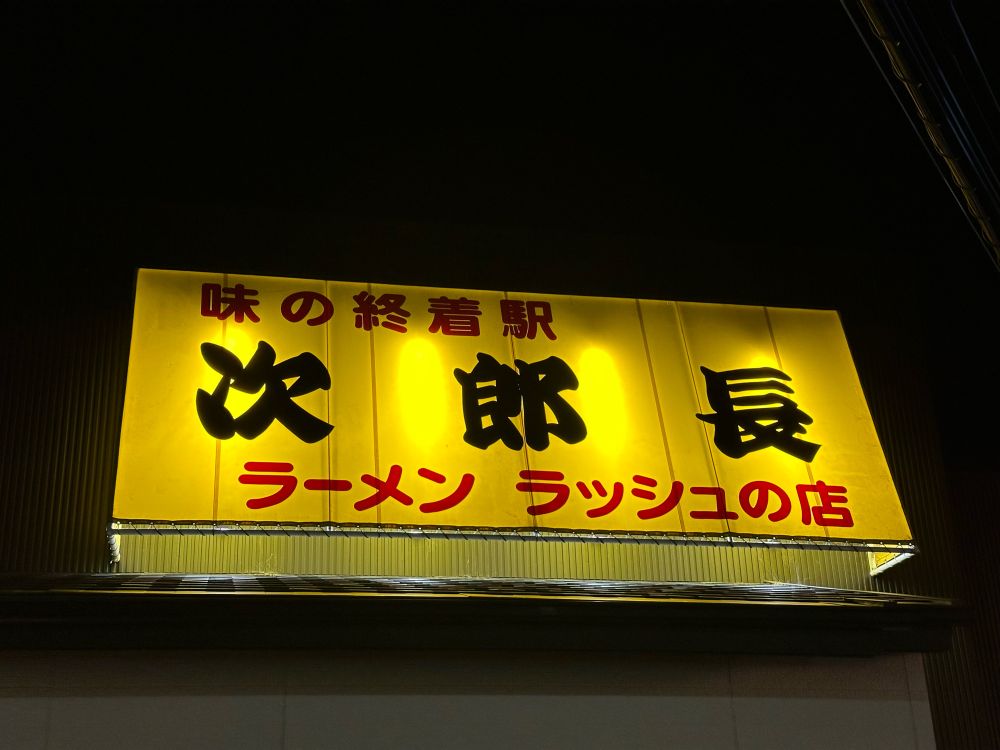 味の終着駅
次郎長
ラーメン ラッシュの店